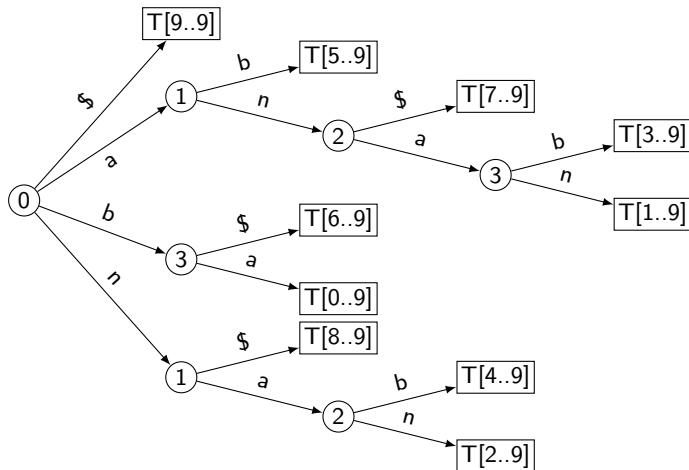 T[9..9]
$
b
T[5..9]
1
n
$
T[7..9]
a
2
a
b
T[3..9]
3
n
0
T[1..9]
b
$
T[6..9]
3
a
n
T[0..9]
$
T[8..9]
1
a
b
T[4..9]
2
n
T[2..9]